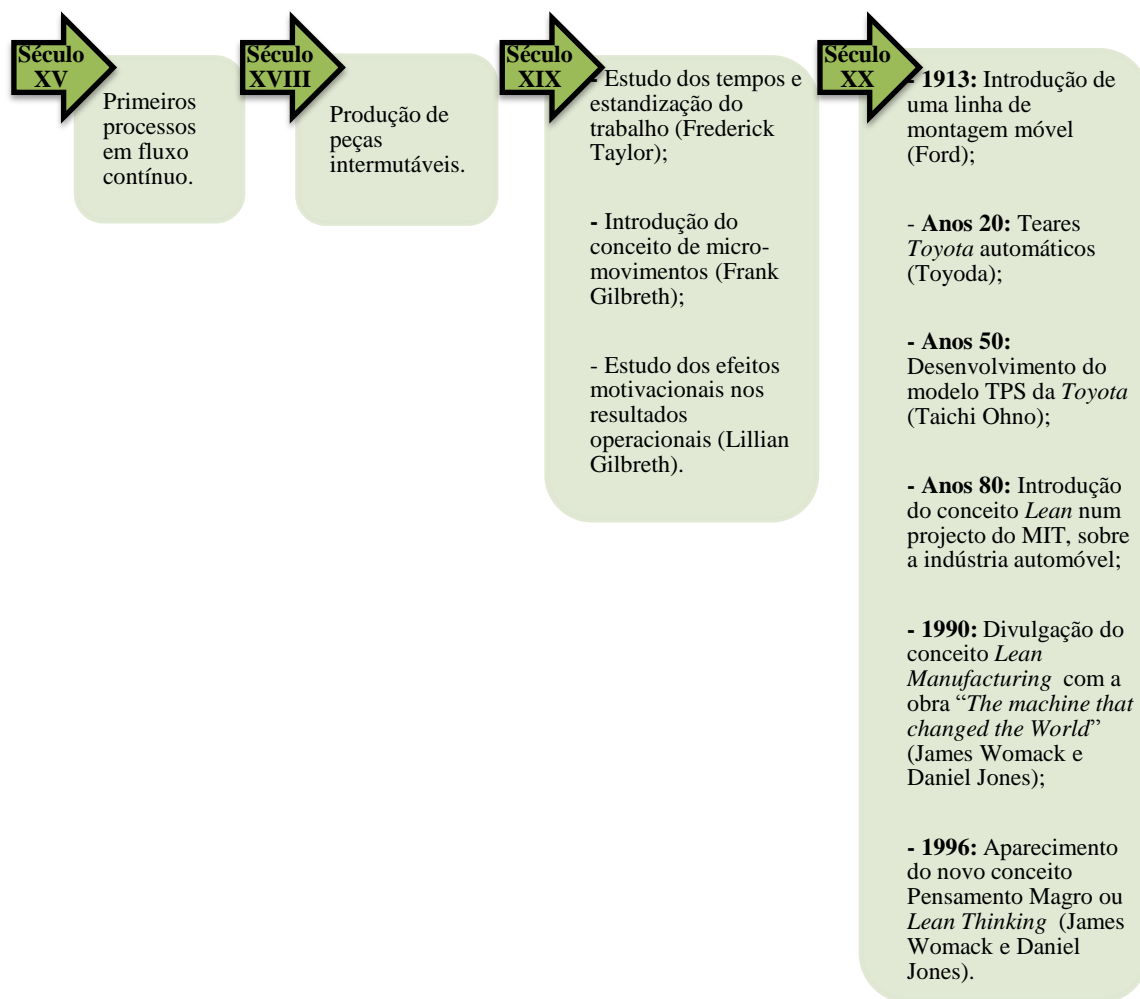 Século
XV
Primeiros
processos
em fluxo
contínuo.
Século
XVIII
Produção de
peças
intermutáveis.
Século
XIX
- Estudo dos tempos e
estandização do
trabalho (Frederick
Taylor);
- Introdução do
conceito de micro-
movimentos (Frank
Gilbreth);
- Estudo dos efeitos
motivacionais nos
resultados
operacionais (Lillian
Gilbreth).
Século
XX
- 1913: Introdução de
uma linha de
montagem móvel
(Ford);
- Anos 20: Teares
Toyota automáticos
(Toyoda);
- Anos 50:
Desenvolvimento do
modelo TPS da Toyota
(Taichi Ohno);
- Anos 80: Introdução
do conceito Lean num
projecto do MIT, sobre
a indústria automóvel;
- 1990: Divulgação do
conceito Lean
Manufacturing com a
obra “The machine that
changed the World”
(James Womack e
Daniel Jones);
- 1996: Aparecimento
do novo conceito
Pensamento Magro ou
Lean Thinking (James
Womack e Daniel
Jones).